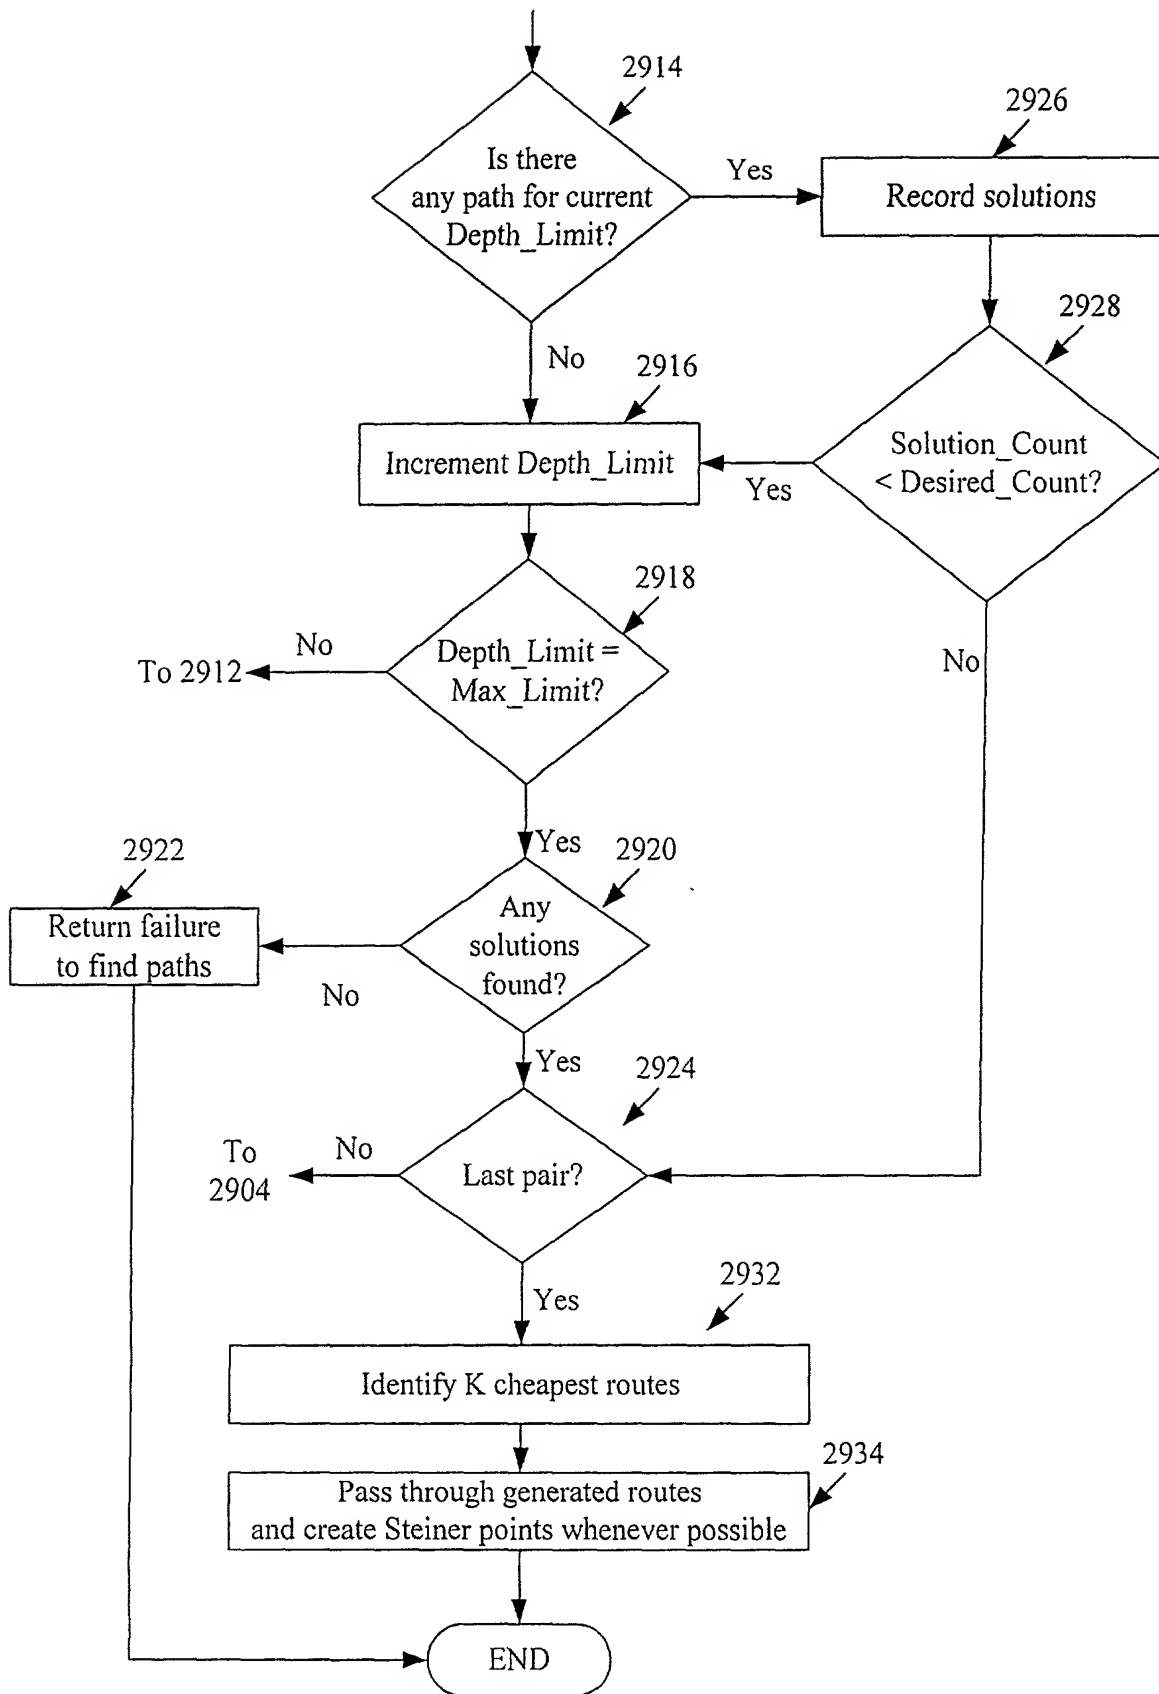 2914
Is there
any path for current
Depth_Limit?
Yes
2926
Record solutions
2928
Solution_Count
< Desired_Count?
Yes
No
No
2916
Increment Depth_Limit
2918
Depth_Limit =
Max_Limit?
No
To 2912
Yes
2920
Any
solutions
found?
No
2922
Return failure
to find paths
Yes
2924
Last pair?
No
To
2904
Yes
2932
Identify K cheapest routes
2934
Pass through generated routes
and create Steiner points whenever possible
END